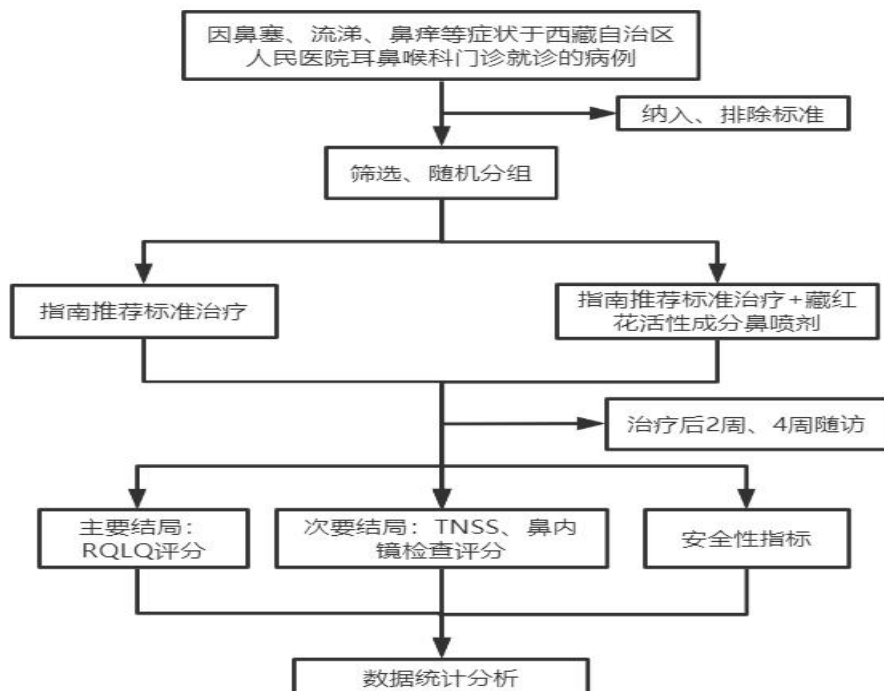 因鼻塞、流涕、鼻痒等症状于西藏自治区
人民医院耳鼻喉科门诊就诊的病例
纳入、排除标准
筛选、随机分组
指南推荐标准治疗
指南推荐标准治疗+藏红
花活性成分鼻喷剂
治疗后2周、4周随访
主要结局：
RQLQ评分
次要结局：TNSS、鼻内
镜检查评分
安全性指标
数据统计分析